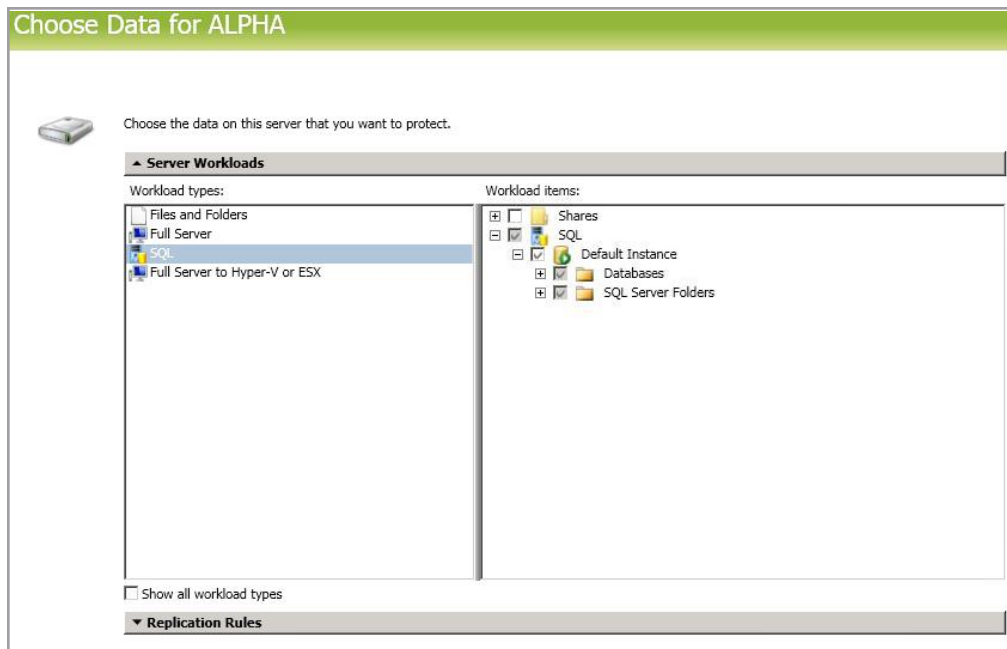 Choose Data for ALPHA
Choose the data on this server that you want to protect.
Server Workloads
Workload types:
Workload items:
Files and Folders
Full Server
SQL
Full Server to Hyper-V or ESX
Shares
SQL
Default Instance
Databases
SQL Server Folders
Show all workload types
Replication Rules